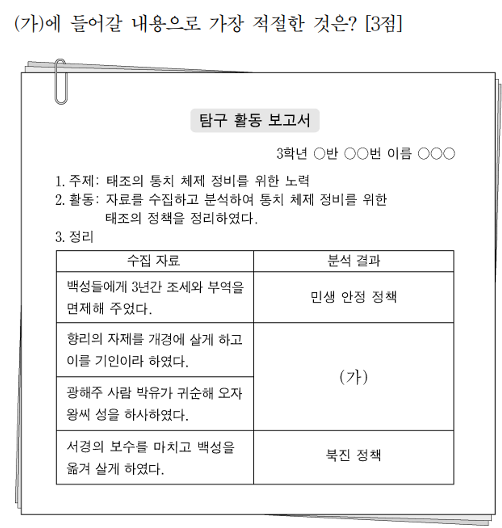 (가)에 들어갈 내용으로 가장 적절한 것은? [3점]
탐구 활동 보고서
3학년 ○반 ○○번 이름 ○○○
1. 주제: 태조의 통치 체제 정비를 위한 노력
2. 활동: 자료를 수집하고 분석하여 통치 체제 정비를 위한
태조의 정책을 정리하였다.
3. 정리
수집 자료
분석 결과
백성들에게 3년간 조세와 부역을
면제해 주었다.
민생 안정 정책
향리의 자제를 개경에 살게 하고
이를 기인이라 하였다.
(가)
광해주 사람 박유가 귀순해 오자
왕씨 성을 하사하였다.
서경의 보수를 마치고 백성을
옮겨 살게 하였다.
북진 정책